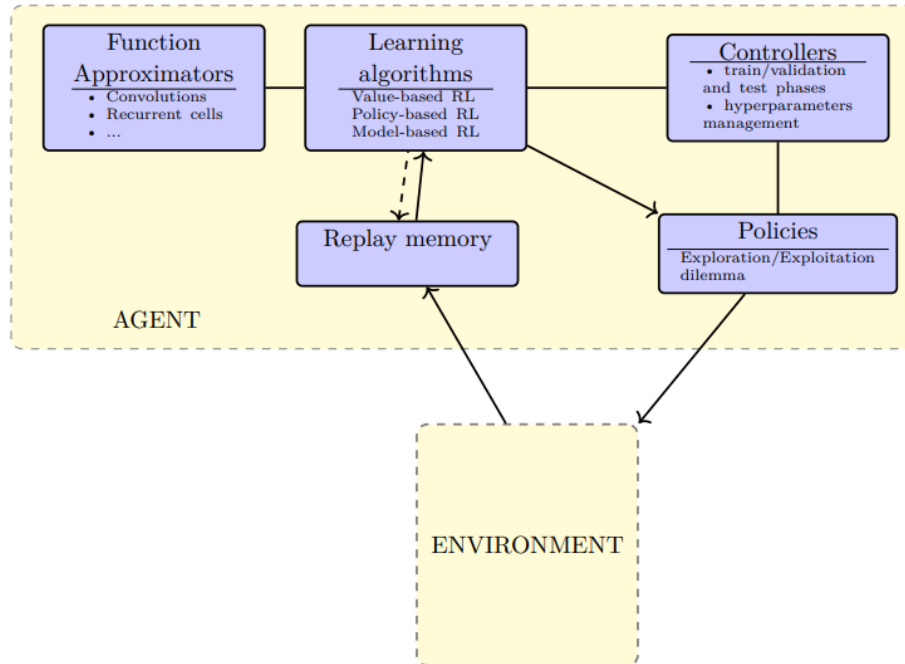 Function
Approximators
• Convolutions
• Recurrent cells
• ...
Learning
algorithms
Value-based RL
Policy-based RL
Model-based RL
Controllers
• train/validation
and test phases
• hyperparameters
management
Replay memory
Policies
Exploration/Exploitation
dilemma
AGENT
ENVIRONMENT